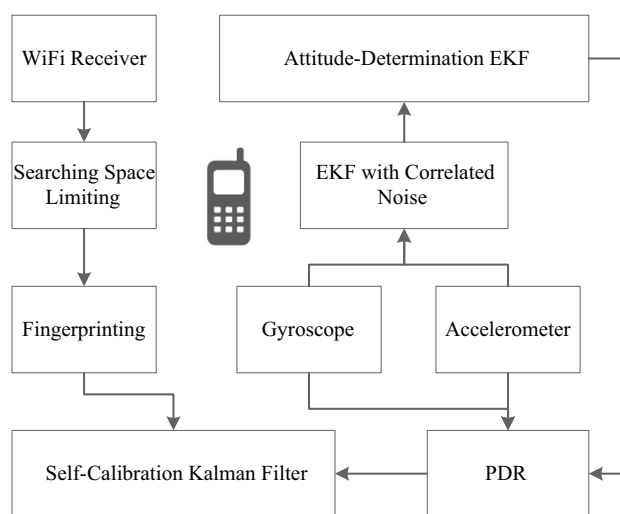 WiFi Receiver
Attitude-Determination EKF
Searching Space
Limiting
EKF with Correlated
Noise
Fingerprinting
Gyroscope
Accelerometer
Self-Calibration Kalman Filter
PDR